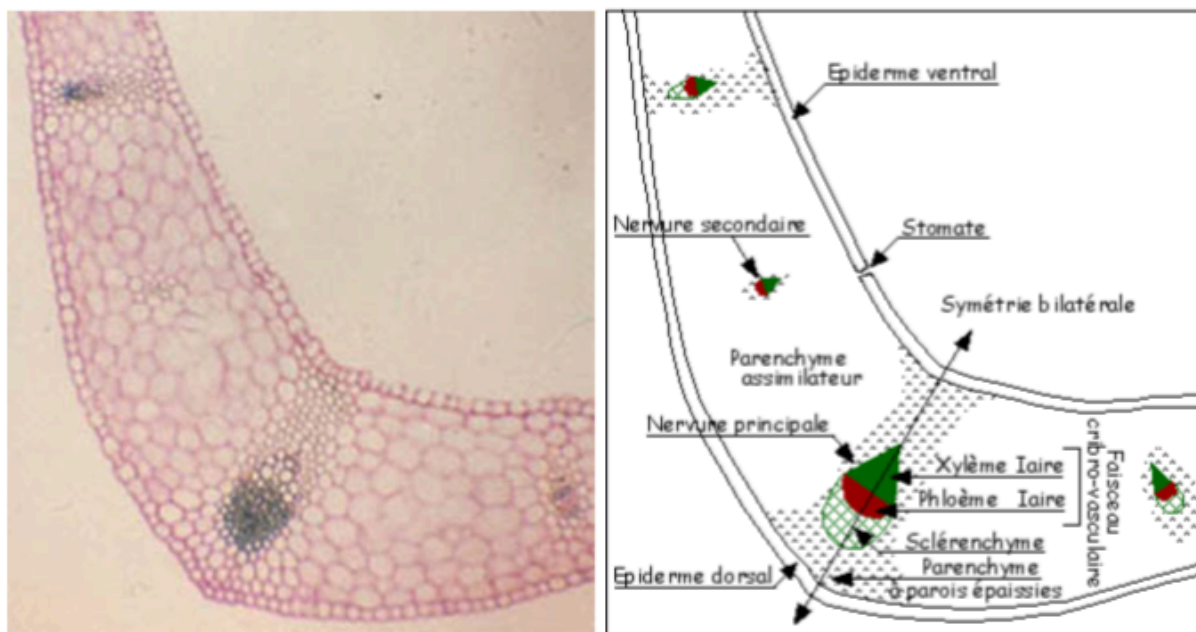 Epiderme ventral
Nervure secondaire
Stomate
Symétrie bilatérale
Parenchyme
assimilateur
Nervure principale
Xylème Iaire
Phloème Iaire
Faisceau
cribro-vasculaire
Sclérenchyme
Epiderme dorsal
Parenchyme
à parois épaissies